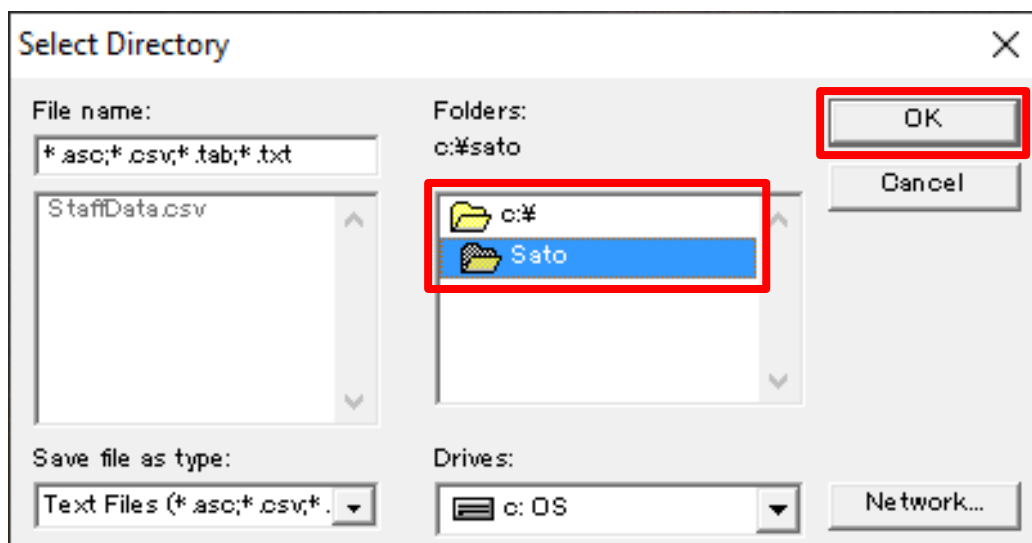 Select Directory
File name:
*.asc;*.csv;*.tab;*.txt
StaffData.csv
Save file as type:
Text Files (*.asc;*.csv;*.
Folders:
c:¥sato
c:¥
Sato
Drives:
c: OS
OK
Cancel
Network...